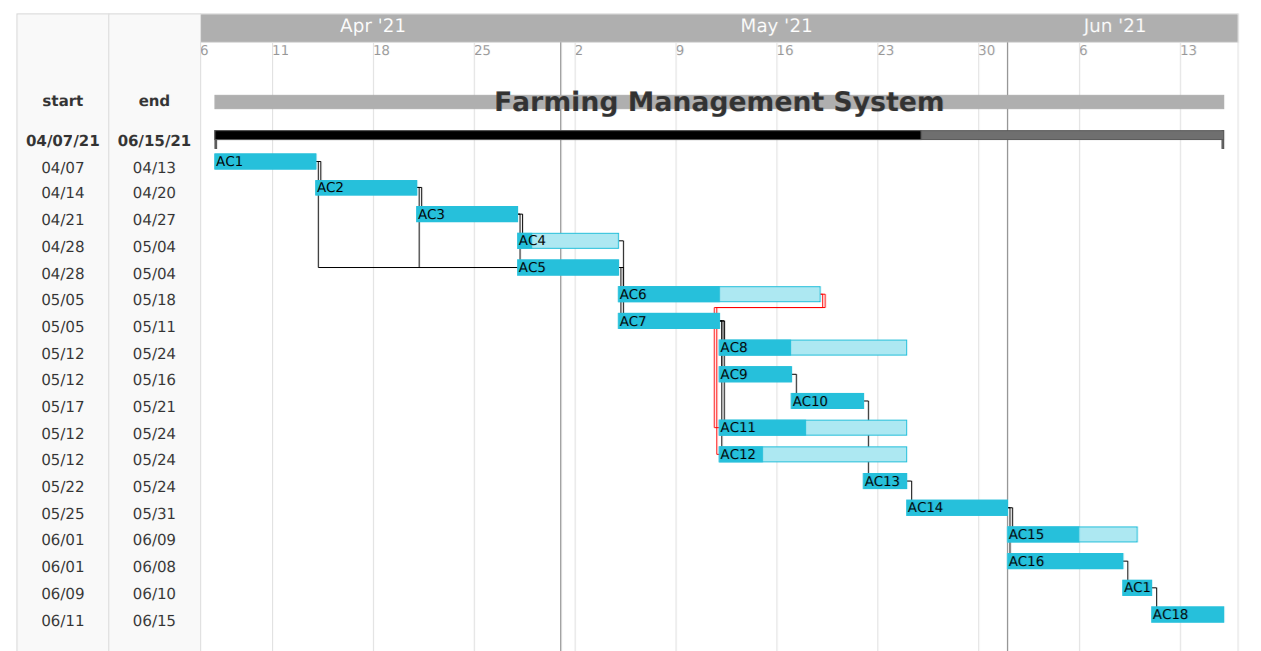 Apr '21 May '21 Jun '21
6 11 18 25 2 9 16 23 30 6 13
start end Farming Management System
04/07/21 06/15/21
04/07 04/13 AC1
04/14 04/20 AC2
04/21 04/27 AC3
04/28 05/04 AC4
04/28 05/04 AC5
05/05 05/18 AC6
05/05 05/11 AC7
05/12 05/24 AC8
05/12 05/16 AC9
05/17 05/21 AC10
05/12 05/24 AC11
05/12 05/24 AC12
05/22 05/24 AC13
05/25 05/31 AC14
06/01 06/09 AC15
06/01 06/08 AC16
06/09 06/10 AC1
06/11 06/15 AC18